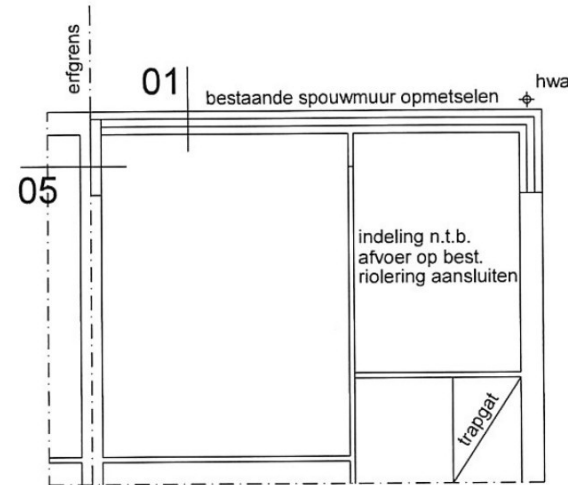 erfgrens
01
bestaande spouwmuur opmetselen
hwa
05
indeling n.t.b.
afvoer op best.
riolering aansluiten
trapgat